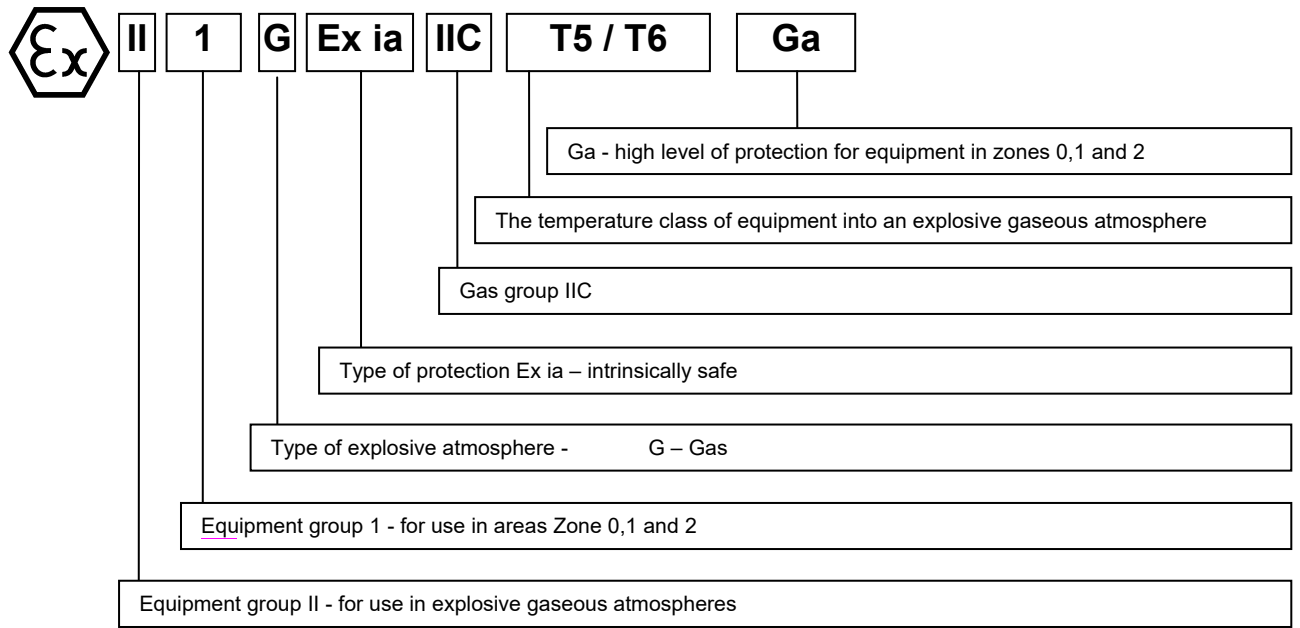 Ex II 1 G Ex ia IIC T5 / T6 Ga
Ga - high level of protection for equipment in zones 0,1 and 2
The temperature class of equipment into an explosive gaseous atmosphere
Gas group IIC
Type of protection Ex ia – intrinsically safe
Type of explosive atmosphere - G – Gas
Equipment group 1 - for use in areas Zone 0,1 and 2
Equipment group II - for use in explosive gaseous atmospheres